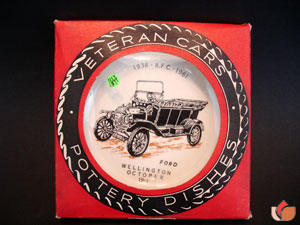 VETERAN CARS
1936 - R.F.C - 1961
FORD
WELLINGTON
OCTOBER
POTTERY DISHES